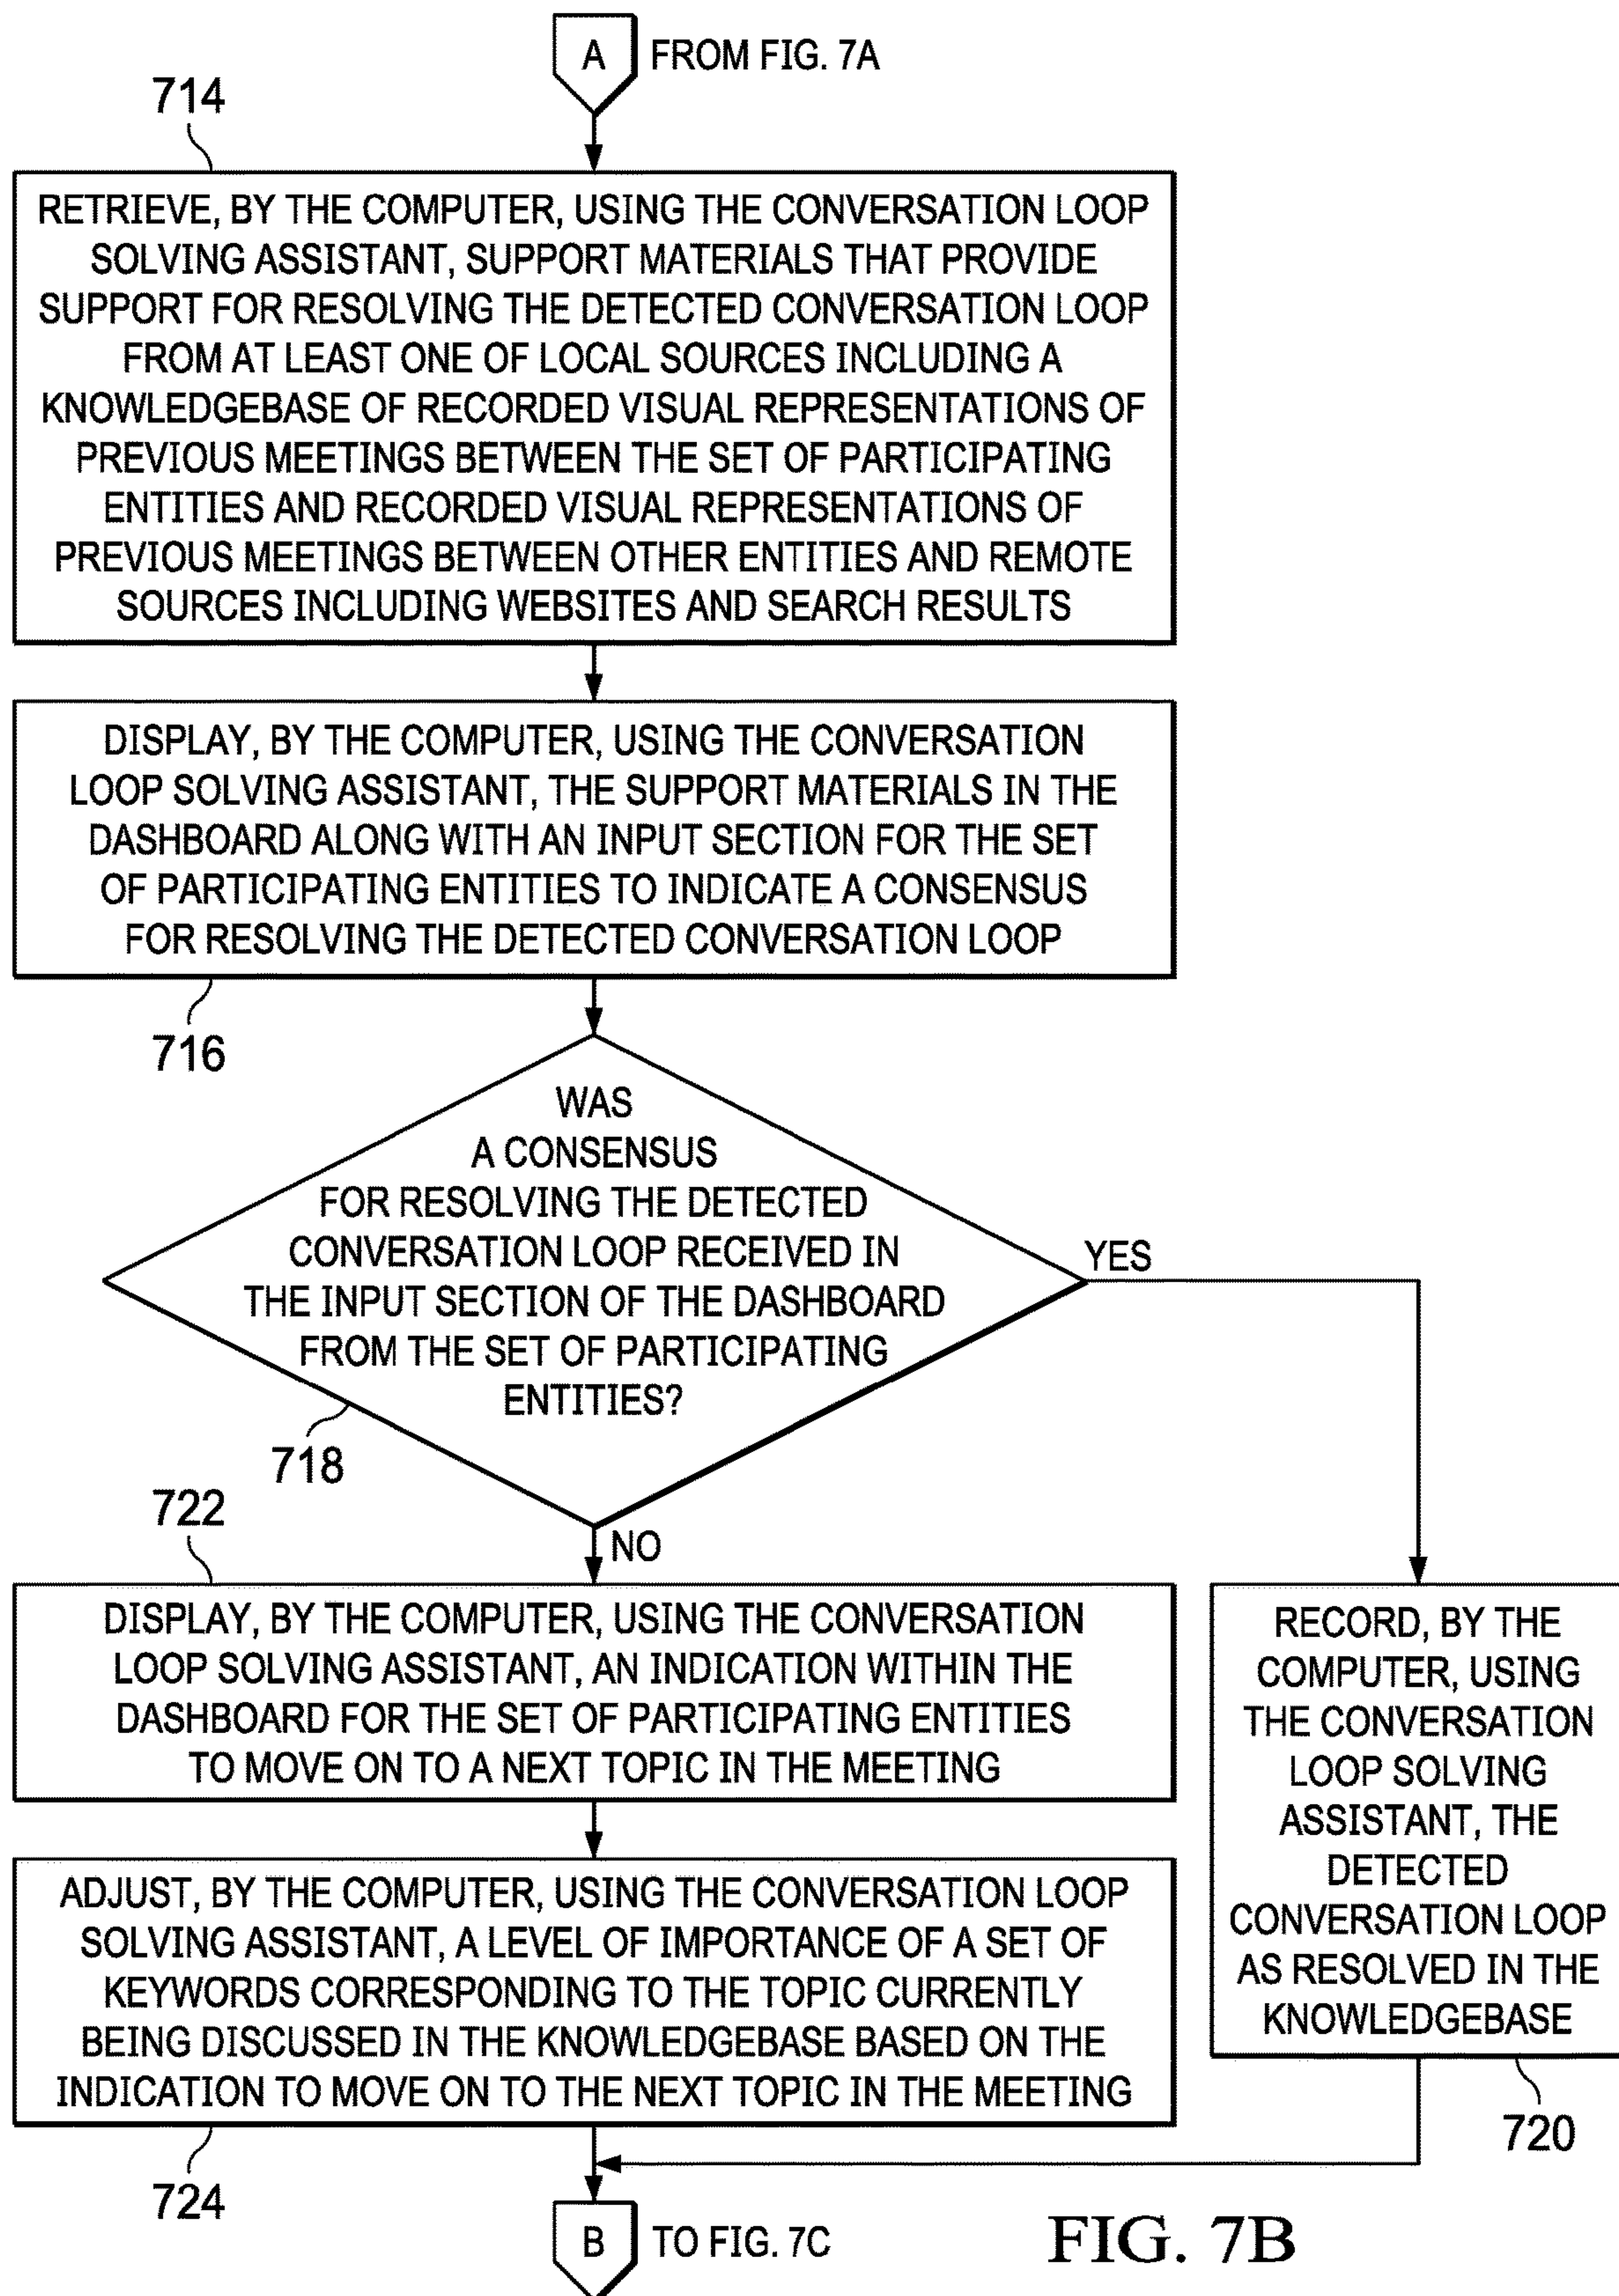 A
FROM FIG. 7A
714
RETRIEVE, BY THE COMPUTER, USING THE CONVERSATION LOOP
SOLVING ASSISTANT, SUPPORT MATERIALS THAT PROVIDE
SUPPORT FOR RESOLVING THE DETECTED CONVERSATION LOOP
FROM AT LEAST ONE OF LOCAL SOURCES INCLUDING A
KNOWLEDGEBASE OF RECORDED VISUAL REPRESENTATIONS OF
PREVIOUS MEETINGS BETWEEN THE SET OF PARTICIPATING
ENTITIES AND RECORDED VISUAL REPRESENTATIONS OF
PREVIOUS MEETINGS BETWEEN OTHER ENTITIES AND REMOTE
SOURCES INCLUDING WEBSITES AND SEARCH RESULTS
DISPLAY, BY THE COMPUTER, USING THE CONVERSATION
LOOP SOLVING ASSISTANT, THE SUPPORT MATERIALS IN THE
DASHBOARD ALONG WITH AN INPUT SECTION FOR THE SET
OF PARTICIPATING ENTITIES TO INDICATE A CONSENSUS
FOR RESOLVING THE DETECTED CONVERSATION LOOP
716
WAS
A CONSENSUS
FOR RESOLVING THE DETECTED
CONVERSATION LOOP RECEIVED IN
THE INPUT SECTION OF THE DASHBOARD
FROM THE SET OF PARTICIPATING
ENTITIES?
YES
718
NO
722
DISPLAY, BY THE COMPUTER, USING THE CONVERSATION
LOOP SOLVING ASSISTANT, AN INDICATION WITHIN THE
DASHBOARD FOR THE SET OF PARTICIPATING ENTITIES
TO MOVE ON TO A NEXT TOPIC IN THE MEETING
ADJUST, BY THE COMPUTER, USING THE CONVERSATION LOOP
SOLVING ASSISTANT, A LEVEL OF IMPORTANCE OF A SET OF
KEYWORDS CORRESPONDING TO THE TOPIC CURRENTLY
BEING DISCUSSED IN THE KNOWLEDGEBASE BASED ON THE
INDICATION TO MOVE ON TO THE NEXT TOPIC IN THE MEETING
724
RECORD, BY THE
COMPUTER, USING
THE CONVERSATION
LOOP SOLVING
ASSISTANT, THE
DETECTED
CONVERSATION LOOP
AS RESOLVED IN THE
KNOWLEDGEBASE
720
B
TO FIG. 7C
FIG. 7B